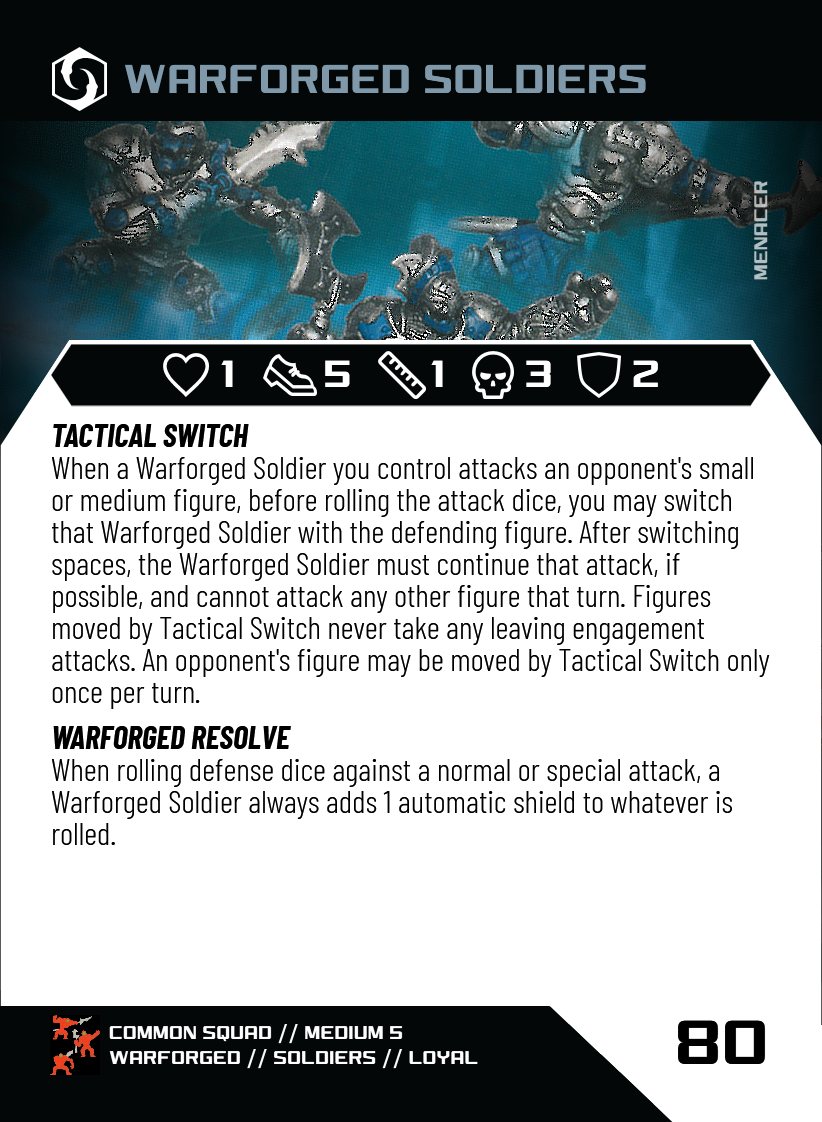 WARFORGED SOLDIERS
MENACER
1 5 1 3 2
TACTICAL SWITCH
When a Warforged Soldier you control attacks an opponent's small
or medium figure, before rolling the attack dice, you may switch
that Warforged Soldier with the defending figure. After switching
spaces, the Warforged Soldier must continue that attack, if
possible, and cannot attack any other figure that turn. Figures
moved by Tactical Switch never take any leaving engagement
attacks. An opponent's figure may be moved by Tactical Switch only
once per turn.
WARFORGED RESOLVE
When rolling defense dice against a normal or special attack, a
Warforged Soldier always adds 1 automatic shield to whatever is
rolled.
COMMON SQUAD // MEDIUM 5
WARFORGED // SOLDIERS // LOYAL
80